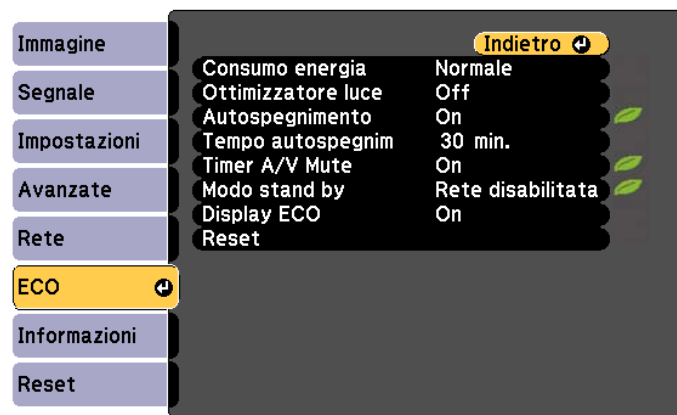 Immagine
Segnale
Impostazioni
Avanzate
Rete
ECO
Informazioni
Reset
Indietro
Consumo energia Normale
Ottimizzatore luce Off
Autospegnimento On
Tempo autospegnim 30 min.
Timer A/V Mute On
Modo stand by Rete disabilitata
Display ECO On
Reset